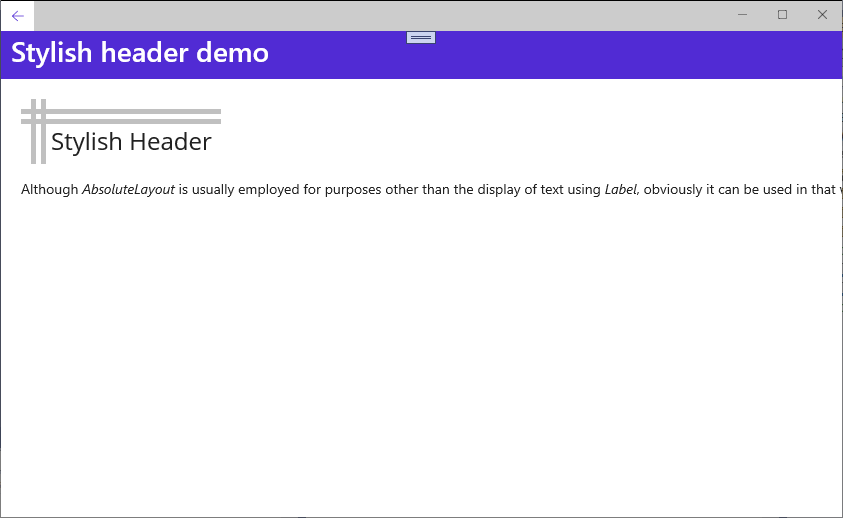 Stylish header demo
Stylish Header
Although AbsoluteLayout is usually employed for purposes other than the display of text using Label, obviously it can be used in that